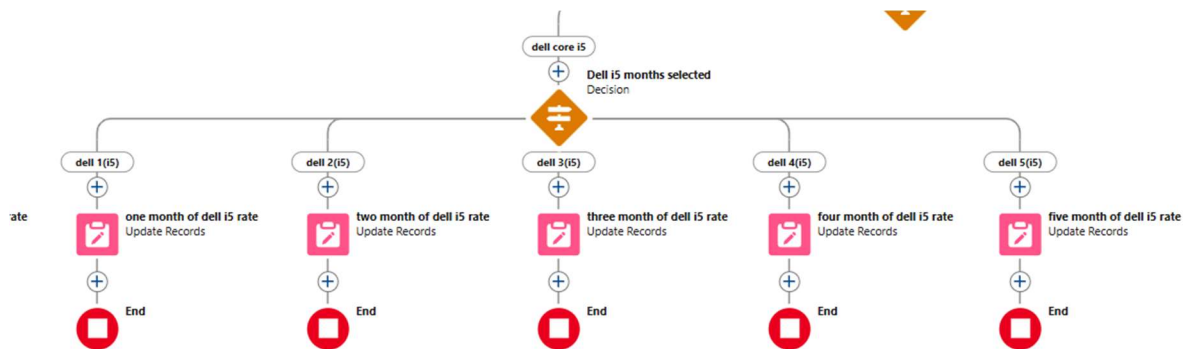 dell core i5
Dell i5 months selected
Decision
dell 1(i5)
dell 2(i5)
dell 3(i5)
dell 4(i5)
dell 5(i5)
rate
one month of dell i5 rate
Update Records
two month of dell i5 rate
Update Records
three month of dell i5 rate
Update Records
four month of dell i5 rate
Update Records
five month of dell i5 rate
Update Records
End
End
End
End
End